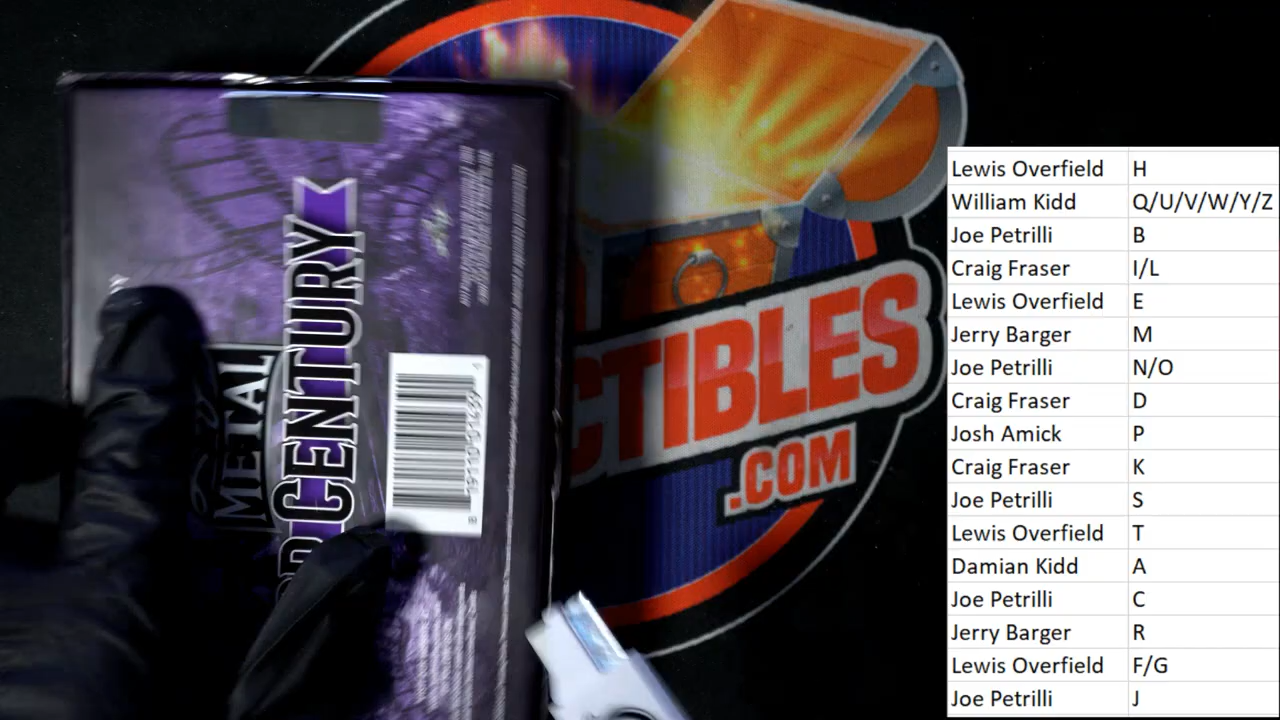 METAL
CENTURY
CTIBLES
.COM
Lewis Overfield H
William Kidd Q/U/V/W/Y/Z
Joe Petrilli B
Craig Fraser I/L
Lewis Overfield E
Jerry Barger M
Joe Petrilli N/O
Craig Fraser D
Josh Amick P
Craig Fraser K
Joe Petrilli S
Lewis Overfield T
Damian Kidd A
Joe Petrilli C
Jerry Barger R
Lewis Overfield F/G
Joe Petrilli J